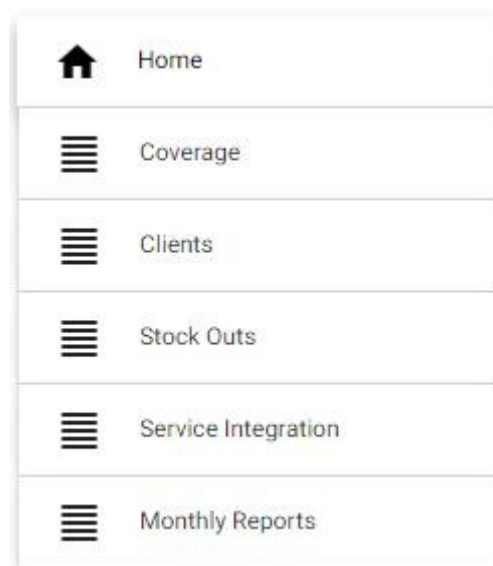 Home
Coverage
Clients
Stock Outs
Service Integration
Monthly Reports